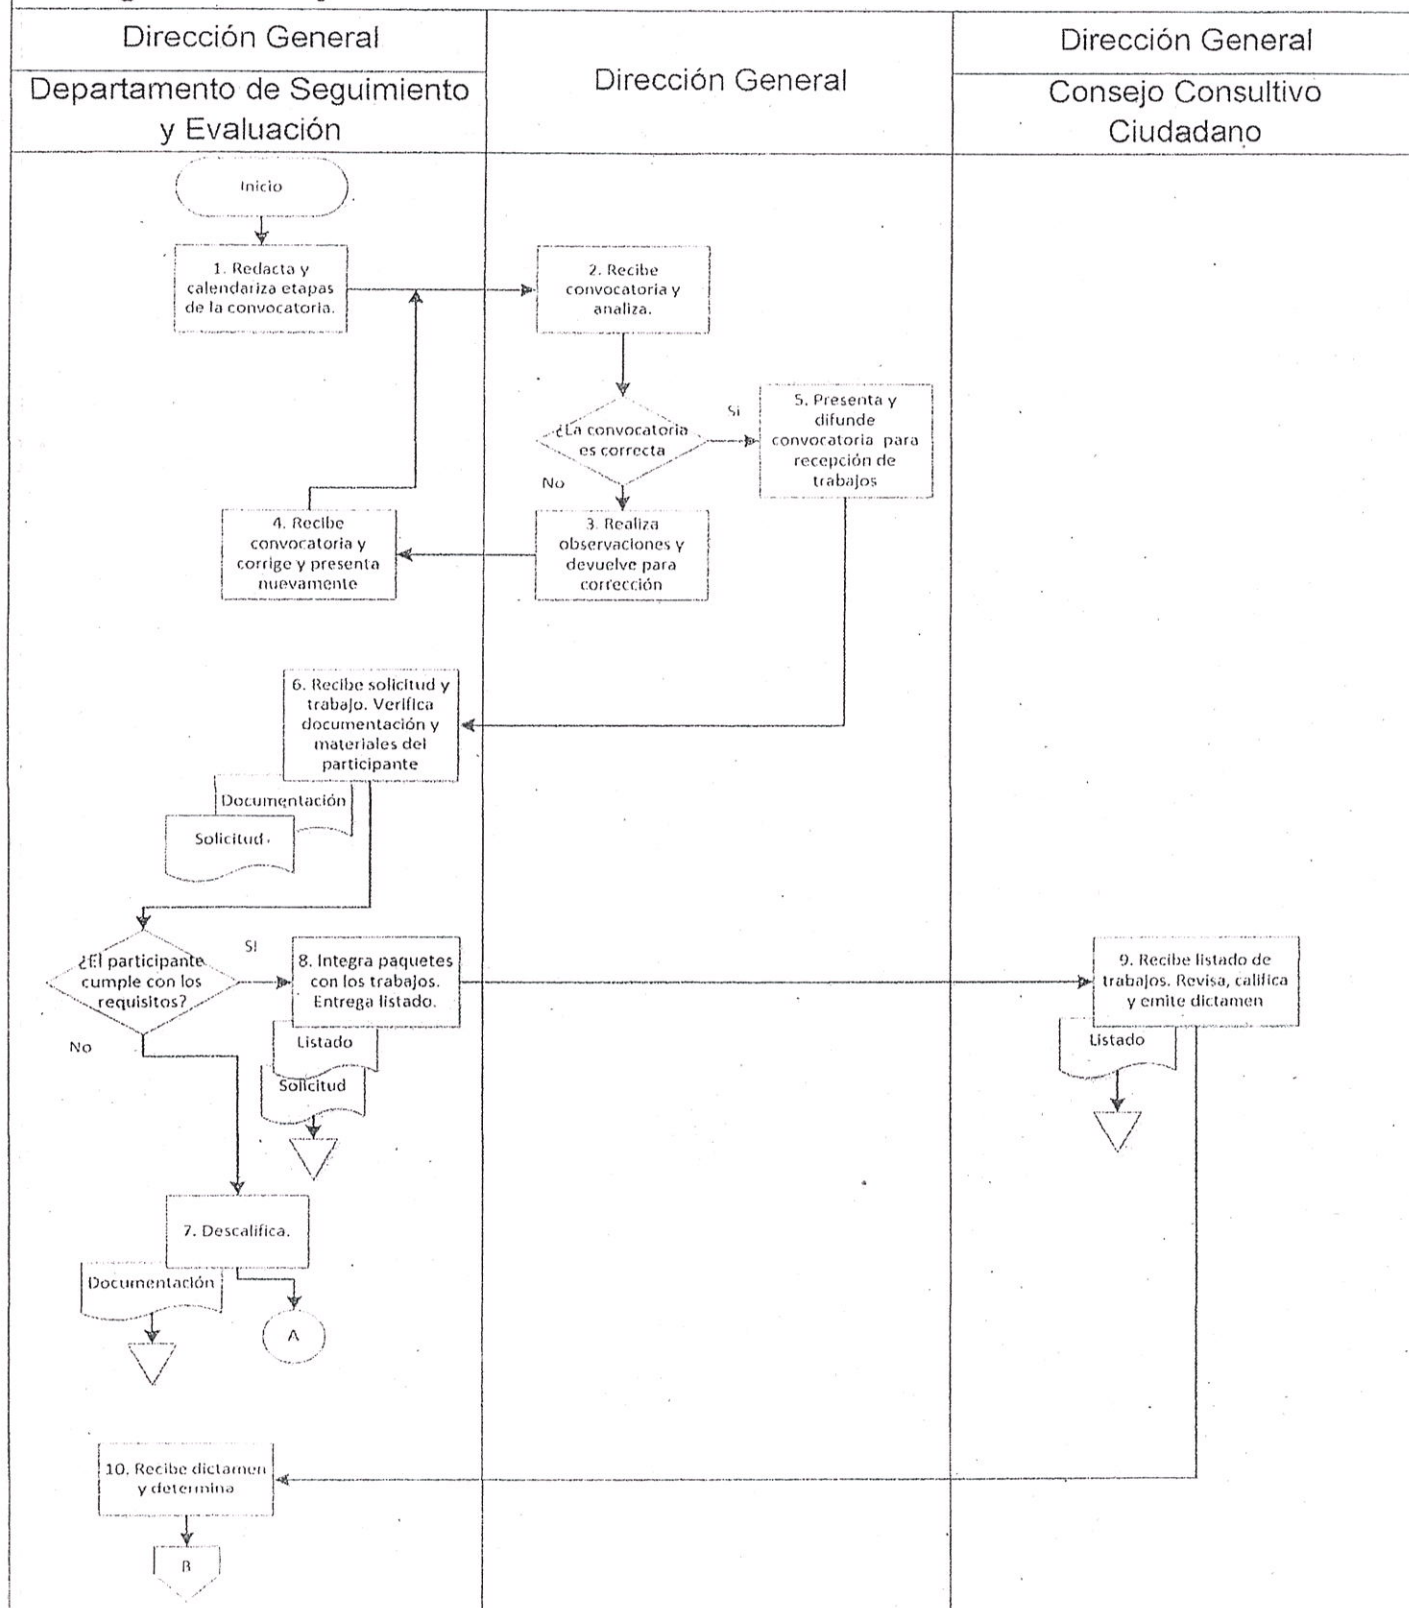 Dirección General
Departamento de Seguimiento
y Evaluación
Dirección General
Dirección General
Consejo Consultivo
Ciudadano
Inicio
1. Redacta y
calendariza etapas
de la convocatoria.
2. Recibe
convocatoria y
analiza.
¿La convocatoria
es correcta
Si
No
5. Presenta y
difunde
convocatoria para
recepción de
trabajos
4. Recibe
convocatoria y
corrige y presenta
nuevamente
3. Realiza
observaciones y
devuelve para
corrección
6. Recibe solicitud y
trabajo. Verifica
documentación y
materiales del
participante
Documentación
Solicitud
¿El participante
cumple con los
requisitos?
SI
No
8. Integra paquetes
con los trabajos.
Entrega listado.
Listado
Solicitud
9. Recibe listado de
trabajos. Revisa, califica
y emite dictamen
Listado
7. Descalifica.
Documentación
A
10. Recibe dictamen
y determina
B